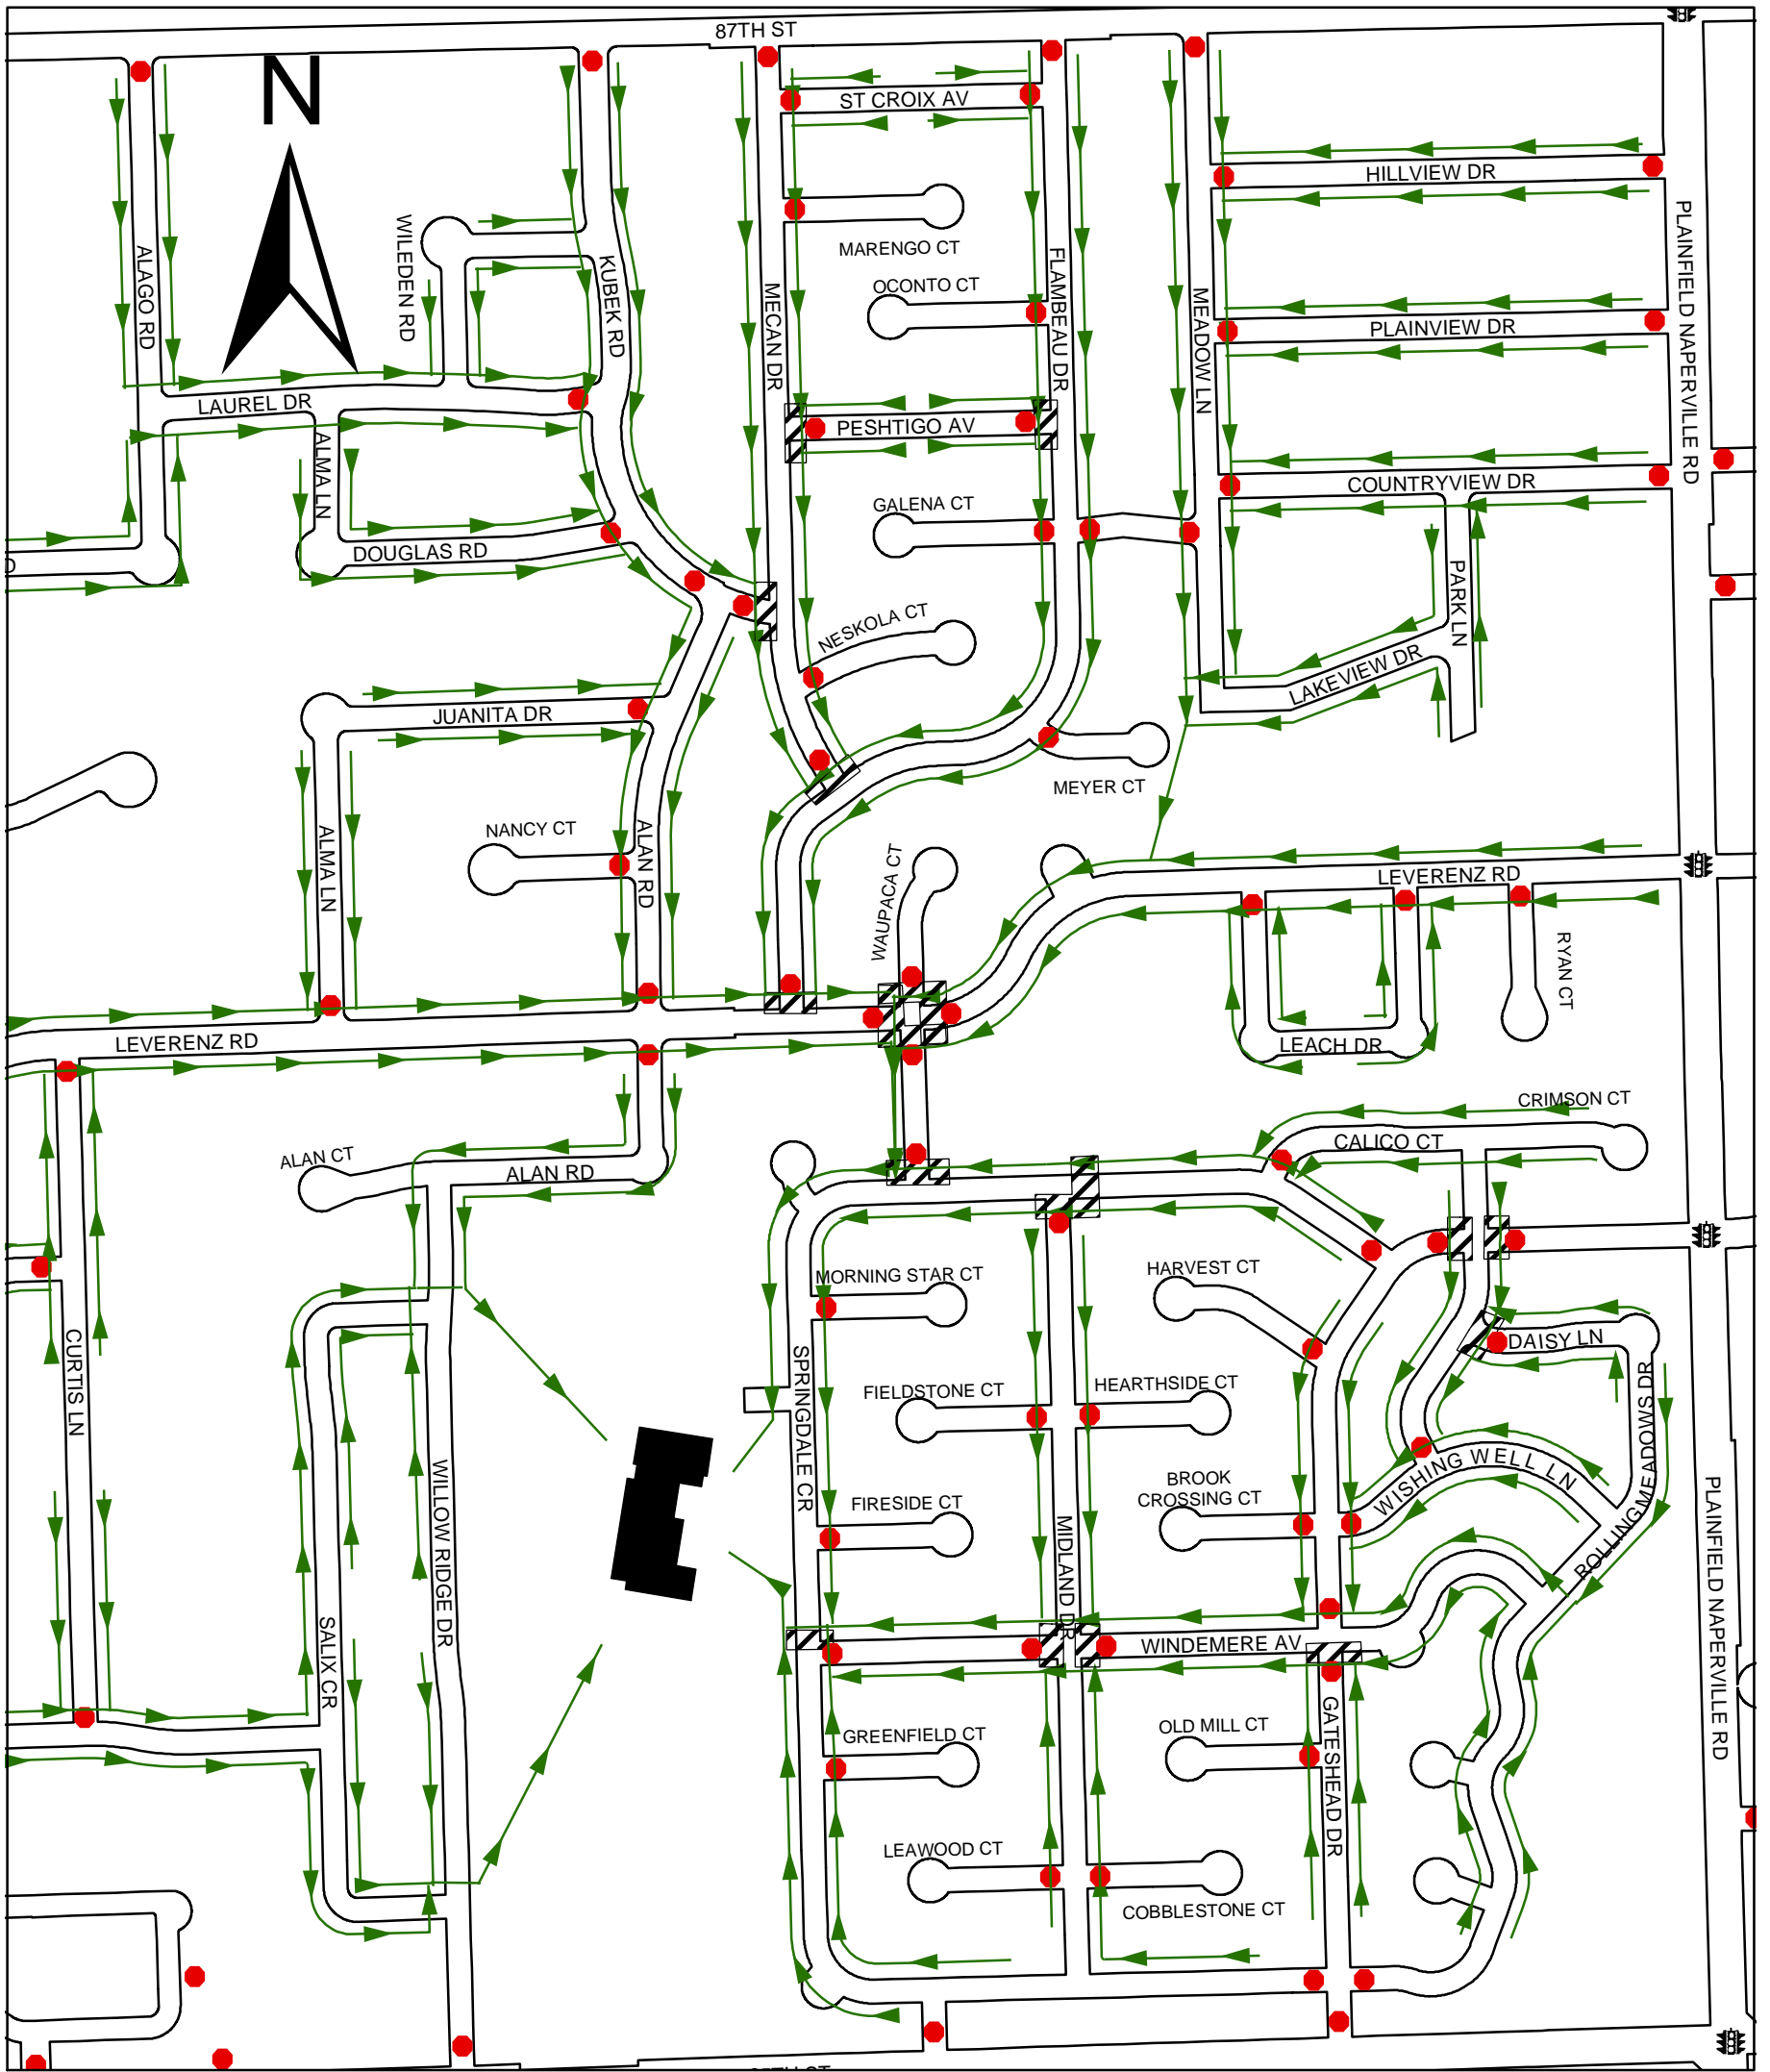 87TH ST
N
ST CROIX AV
HILLVIEW DR
MARENGO CT
WILEDEN RD
ALAGO RD
KUBEK RD
MECAN DR
OCONTO CT
FLAMBEAU DR
MEADOW LN
PLAINFIELD NAPERVILLE RD
PLAINVIEW DR
LAUREL DR
ALMA LN
PESHTIGO AV
COUNTRYVIEW DR
GALENA CT
DOUGLAS RD
D
PARK LN
NESKOLA CT
LAKEVIEW DR
JUANITA DR
MEYER CT
NANCY CT
ALMA LN
ALAN RD
WAUPACA CT
LEVERENZ RD
RYAN CT
LEVERENZ RD
LEACH DR
CRIMSON CT
CALICO CT
ALAN CT
ALAN RD
MORNING STAR CT
HARVEST CT
CURTIS LN
DAISY LN
SPRINGDALE CR
FIELDSTONE CT
HEARTHSIDE CT
ROLLINGMEADOWS DR
WILLOW RIDGE DR
WISHING WELL LN
BROOK
CROSSING CT
FIRESIDE CT
MIDLAND DR
PLAINFIELD NAPERVILLE RD
SALIX CR
WINDEMERE AV
GREENFIELD CT
OLD MILL CT
GATESHEAD DR
LEAWOOD CT
COBBLESTONE CT